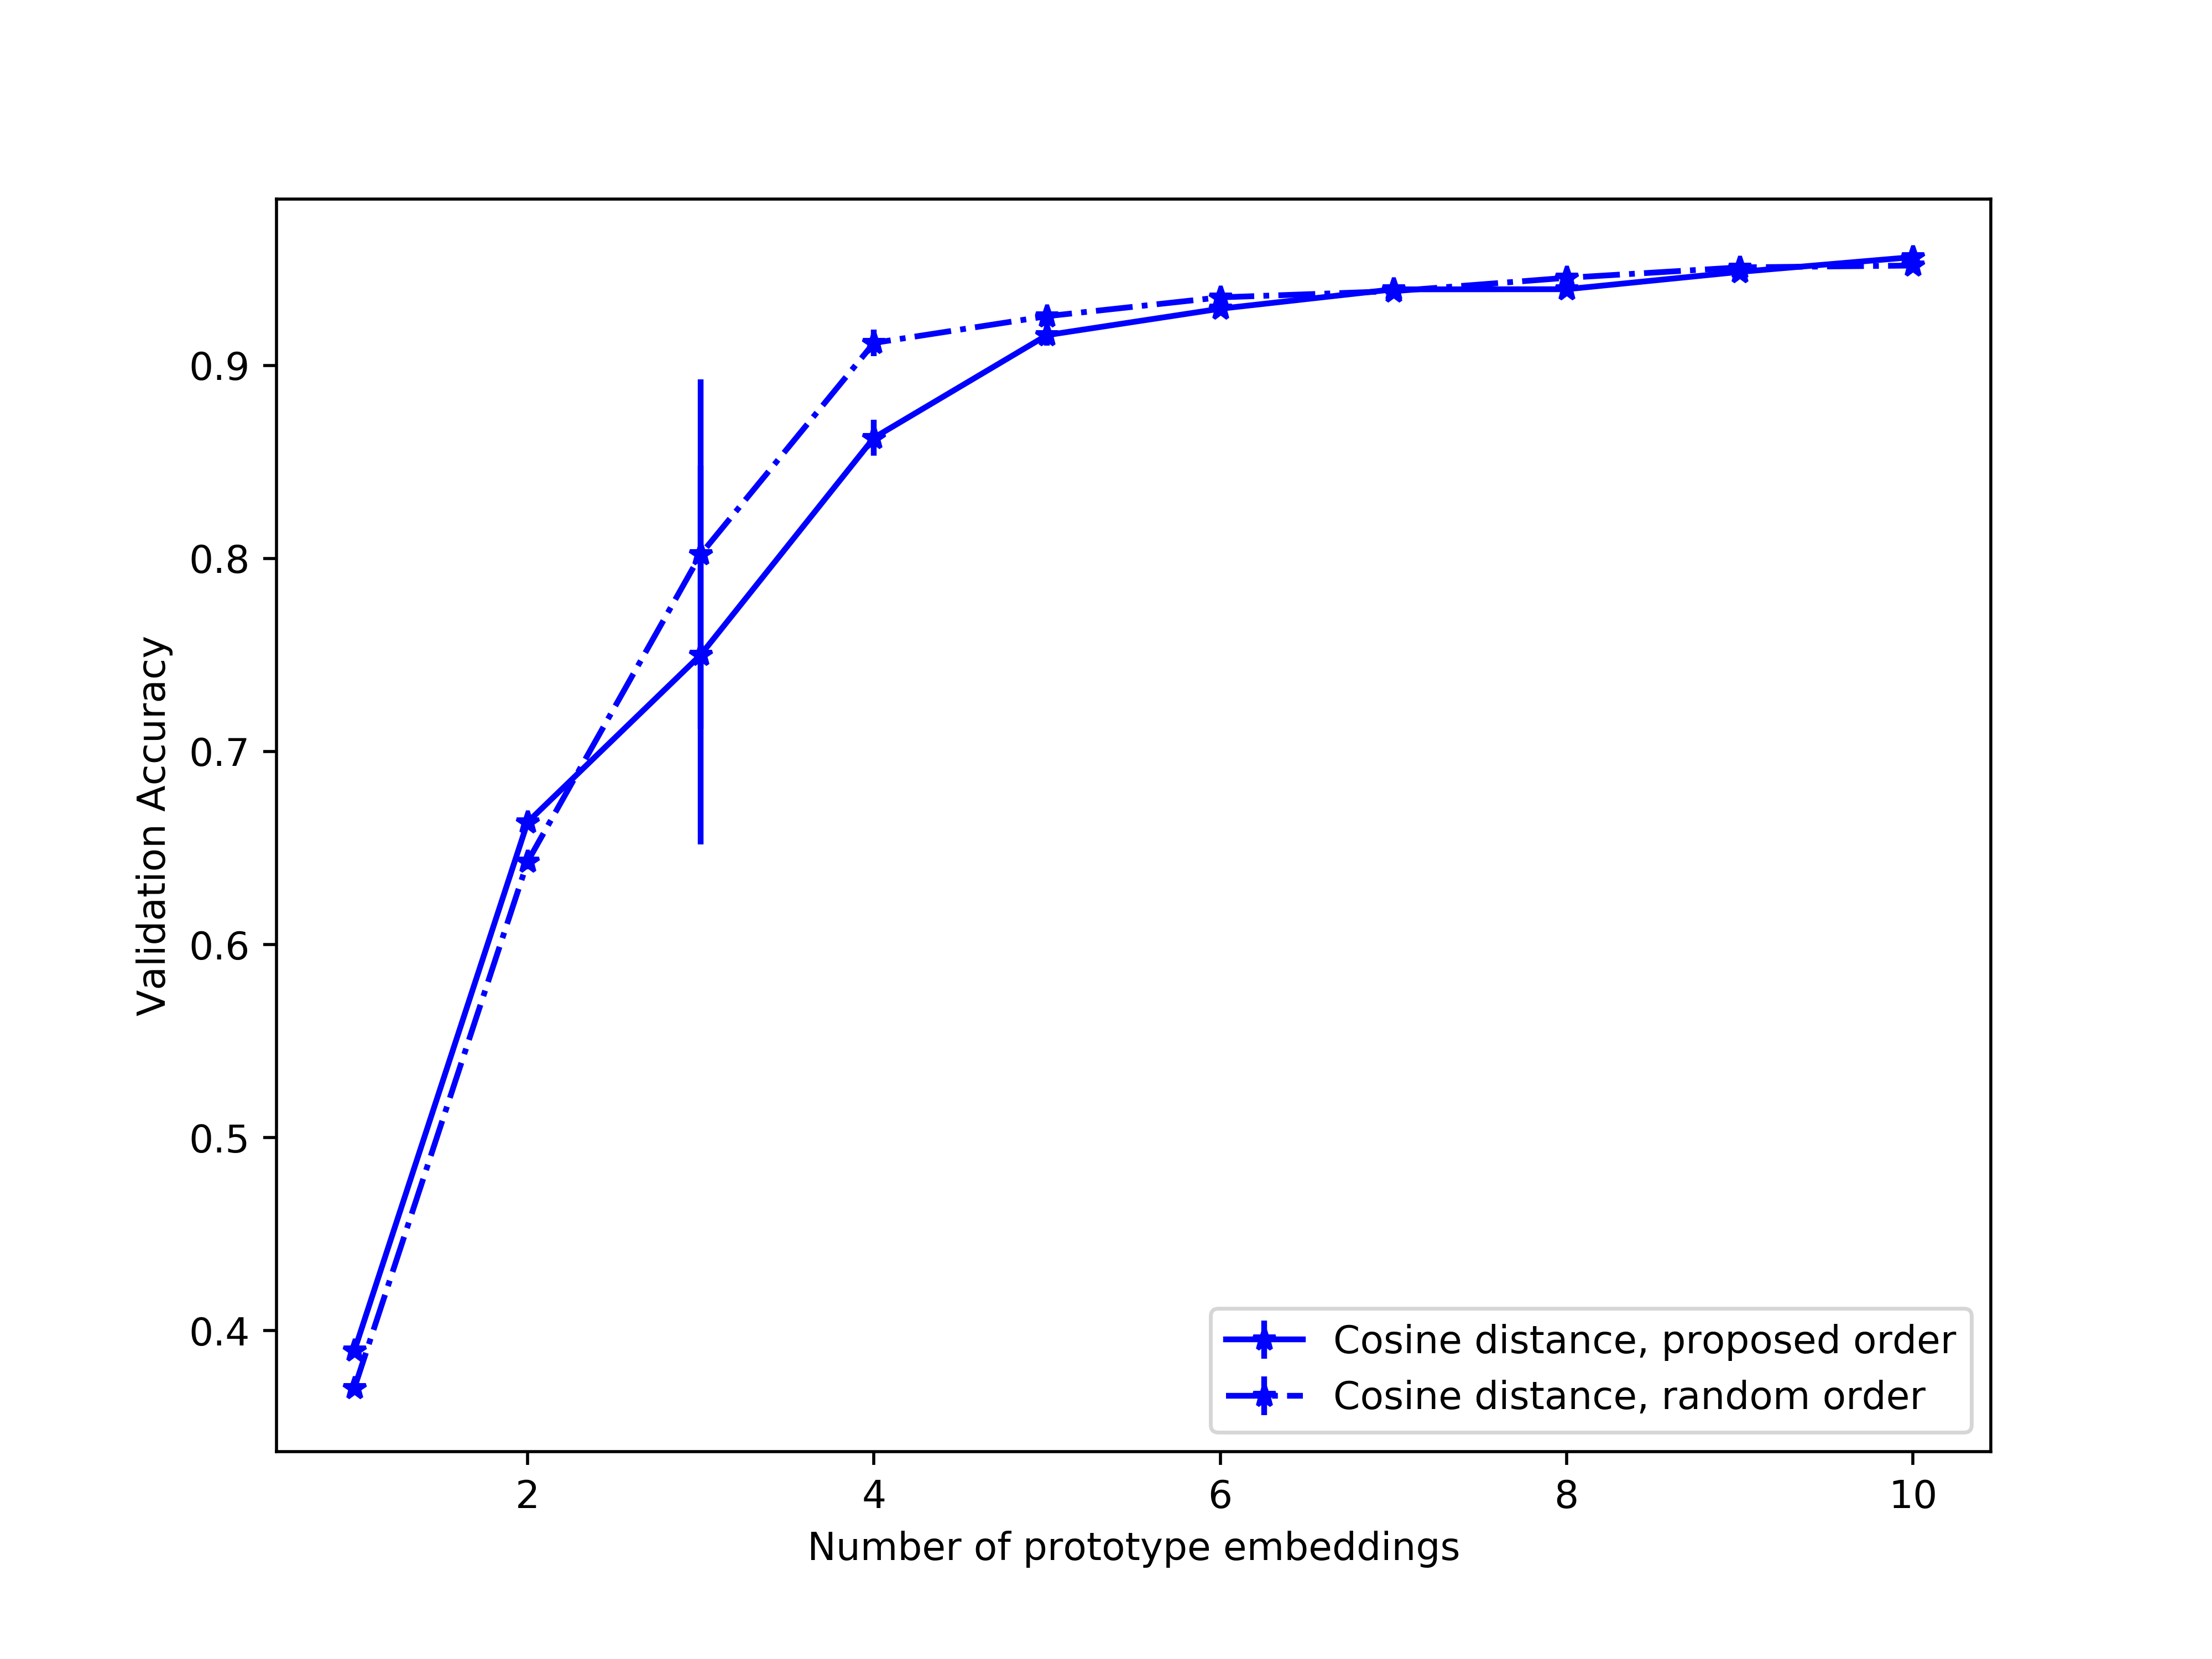 0.9
0.8
0.7
0.6
0.5
0.4
Validation Accuracy
Cosine distance, proposed order
Cosine distance, random order
2 4 6 8 10
Number of prototype embeddings